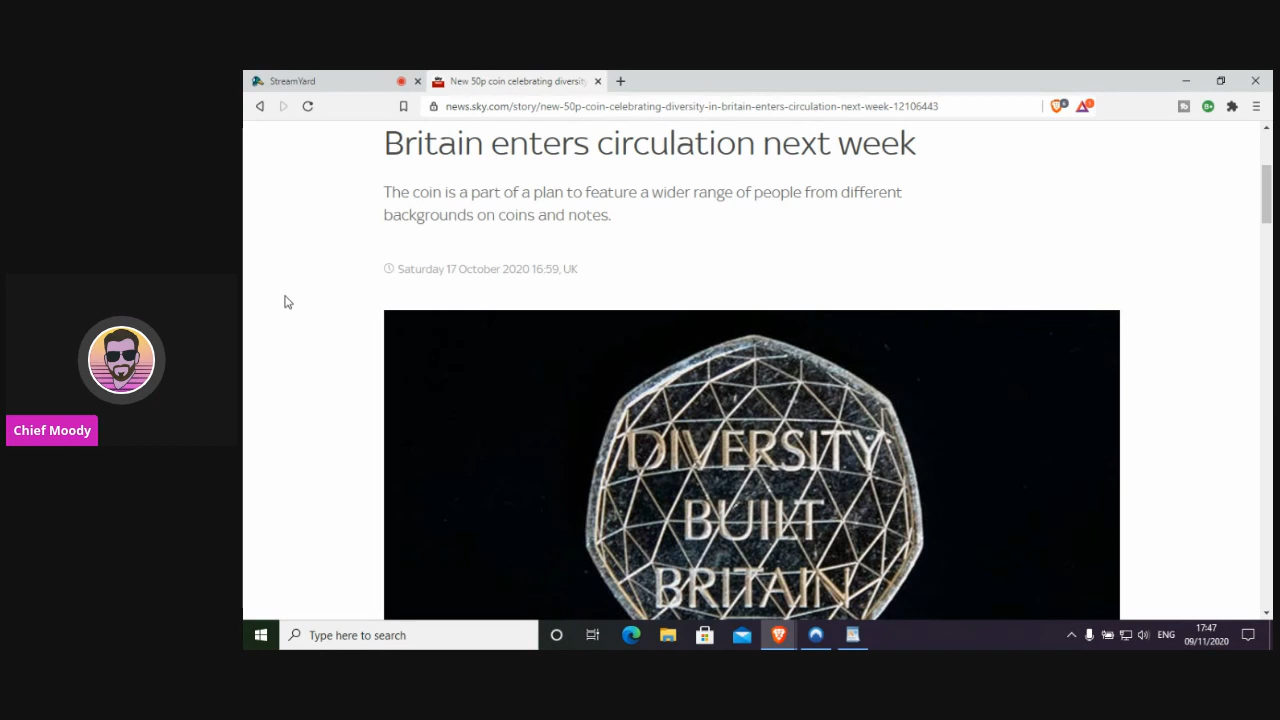 StreamYard
New 50p coin celebrating diversit
news.sky.com/story/new-50p-coin-celebrating-diversity-in-britain-enters-circulation-next-week-12106443
Britain enters circulation next week
The coin is a part of a plan to feature a wider range of people from different
backgrounds on coins and notes.
Saturday 17 October 2020 16:59, UK
DIVERSITY
BUILT
BRITAIN
Chief Moody
Type here to search
ENG
17:47
09/11/2020